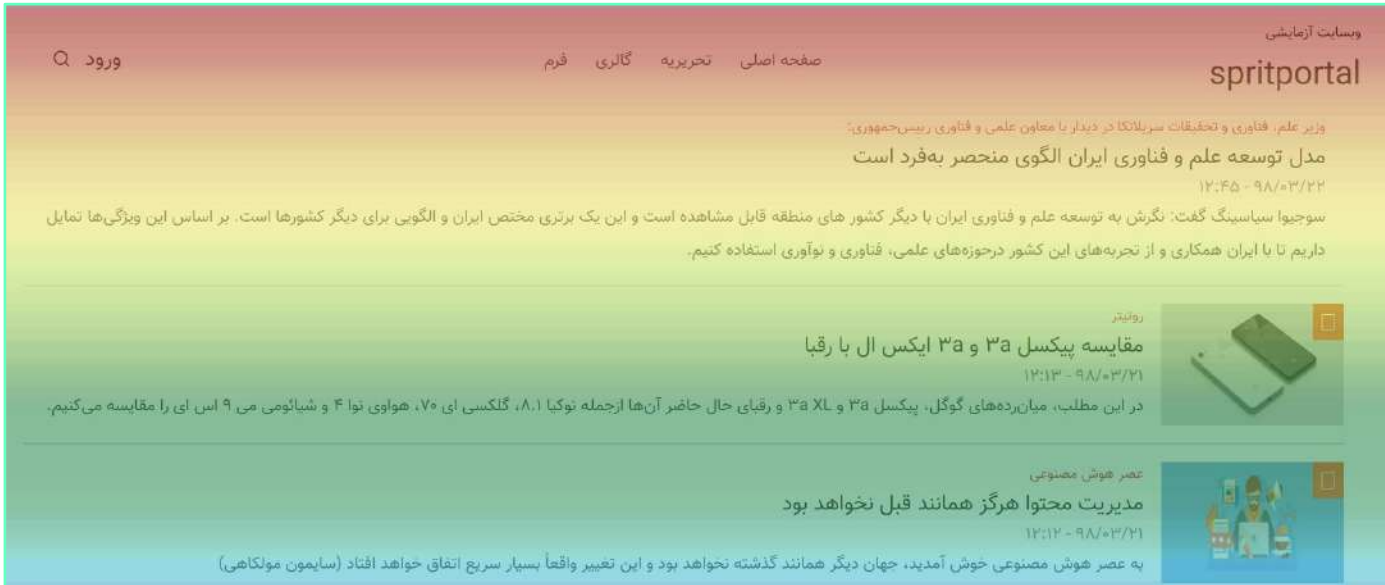 وبسایت آزمایشی
spritportal
صفحه اصلی تحریریه گالری فرم
ورود
وزیر علم، فناوری و تحقیقات سریلانکا در دیدار با معاون علمی و فناوری رییس‌جمهوری:
مدل توسعه علم و فناوری ایران الگوی منحصر به‌فرد است
۹۸/۰۳/۲۲ - ۱۲:۴۵
سوجیوا سیاسینگ گفت: نگرش به توسعه علم و فناوری ایران با دیگر کشور های منطقه قابل مشاهده است و این یک برتری مختص ایران و الگویی برای دیگر کشورها است. بر اساس این ویژگی‌ها تمایل
داریم تا با ایران همکاری و از تجربه‌های این کشور درحوزه‌های علمی، فناوری و نوآوری استفاده کنیم.
روتیتر
مقایسه پیکسل ۳a و ۳a ایکس ال با رقبا
۹۸/۰۳/۲۱ - ۱۲:۱۳
در این مطلب، میان‌رده‌های گوگل، پیکسل ۳a و ۳a XL و رقبای حال حاضر آن‌ها ازجمله نوکیا ۸.۱، گلکسی ای ۷۰، هواوی نوا ۴ و شیائومی می ۹ اس ای را مقایسه می‌کنیم.
عصر هوش مصنوعی
مدیریت محتوا هرگز همانند قبل نخواهد بود
۹۸/۰۳/۲۱ - ۱۲:۱۲
به عصر هوش مصنوعی خوش آمدید، جهان دیگر همانند گذشته نخواهد بود و این تغییر واقعاً بسیار سریع اتفاق خواهد افتاد (سایمون مولکاهی)